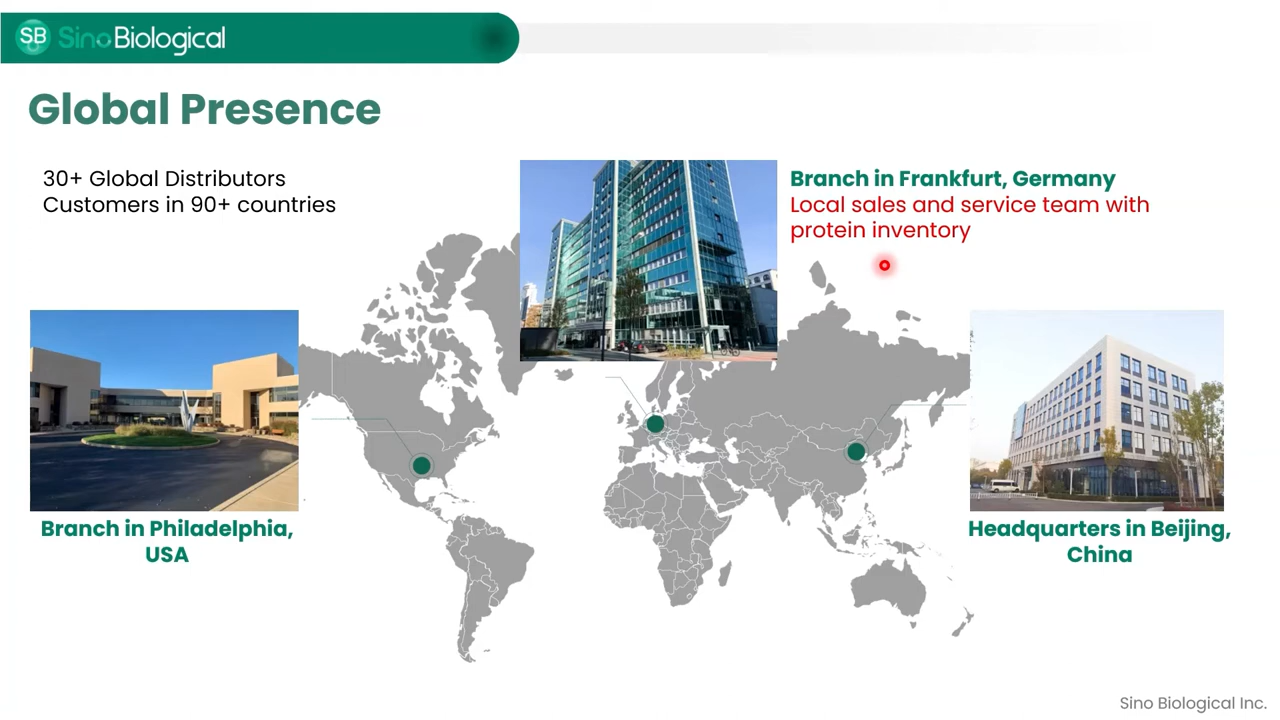 SB SinoBiological
Global Presence
30+ Global Distributors
Customers in 90+ countries
Branch in Frankfurt, Germany
Local sales and service team with
protein inventory
Branch in Philadelphia,
USA
Headquarters in Beijing,
China
Sino Biological Inc.